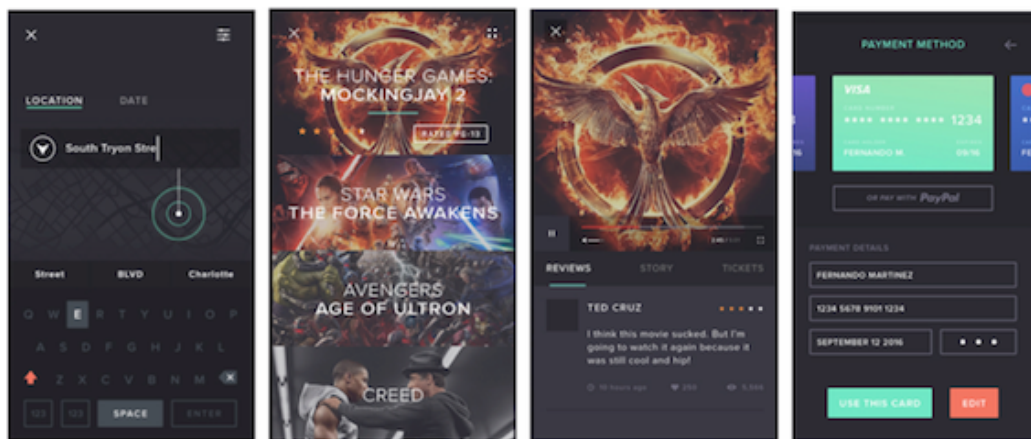 LOCATION DATE
South Tryon Stre
Street BLVD Charlotte
Q W E R T Y U I O P
A S D F G H J K L
Z X C V B N M
123 123 SPACE ENTER
THE HUNGER GAMES:
MOCKINGJAY 2
RATED PG-13
STAR WARS
THE FORCE AWAKENS
AVENGERS
AGE OF ULTRON
CREED
REVIEWS STORY TICKETS
TED CRUZ
I think this movie sucked. But I'm
going to watch it again because it
was still cool and hip!
10 hours ago 250
PAYMENT METHOD
VISA
**** **** **** 1234
FERNANDO M. 09/16
OR PAY WITH PayPal
PAYMENT DETAILS
FERNANDO MARTINEZ
1234 5678 9101 1234
SEPTEMBER 12 2016
USE THIS CARD EDIT